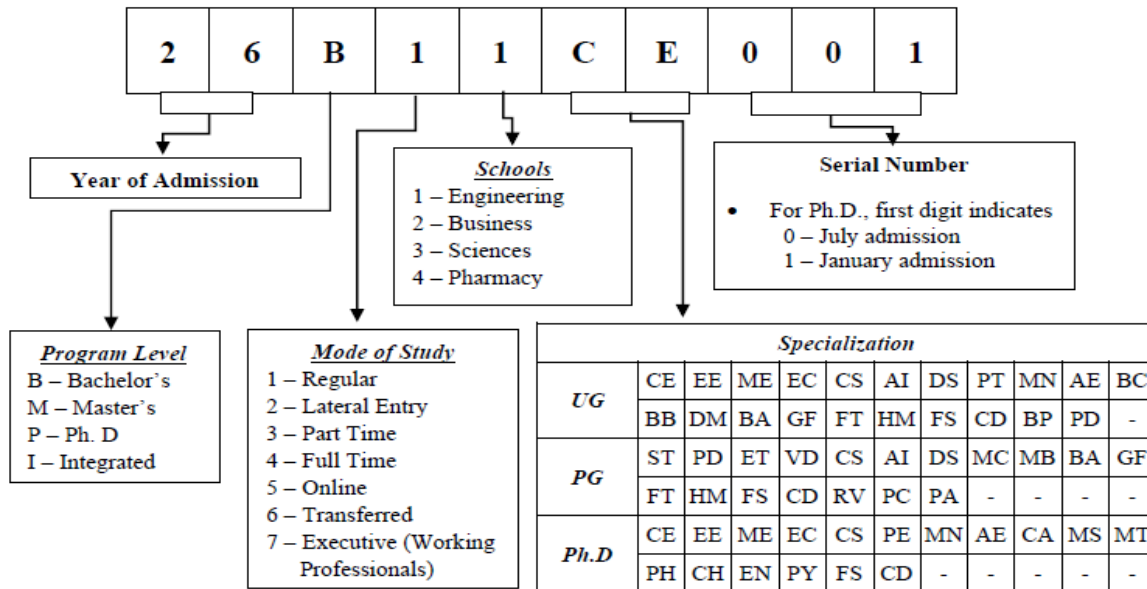 2 6 B 1 1 C E 0 0 1
Year of Admission
Schools
1 – Engineering
2 – Business
3 – Sciences
4 – Pharmacy
Serial Number
• For Ph.D., first digit indicates
0 – July admission
1 – January admission
Program Level
B – Bachelor's
M – Master's
P – Ph. D
I – Integrated
Mode of Study
1 – Regular
2 – Lateral Entry
3 – Part Time
4 – Full Time
5 – Online
6 – Transferred
7 – Executive (Working
Professionals)
Specialization
UG
CE EE ME EC CS AI DS PT MN AE BC
BB DM BA GF FT HM FS CD BP PD -
PG
ST PD ET VD CS AI DS MC MB BA GF
FT HM FS CD RV PC PA - - - -
Ph.D
CE EE ME EC CS PE MN AE CA MS MT
PH CH EN PY FS CD - - - - -